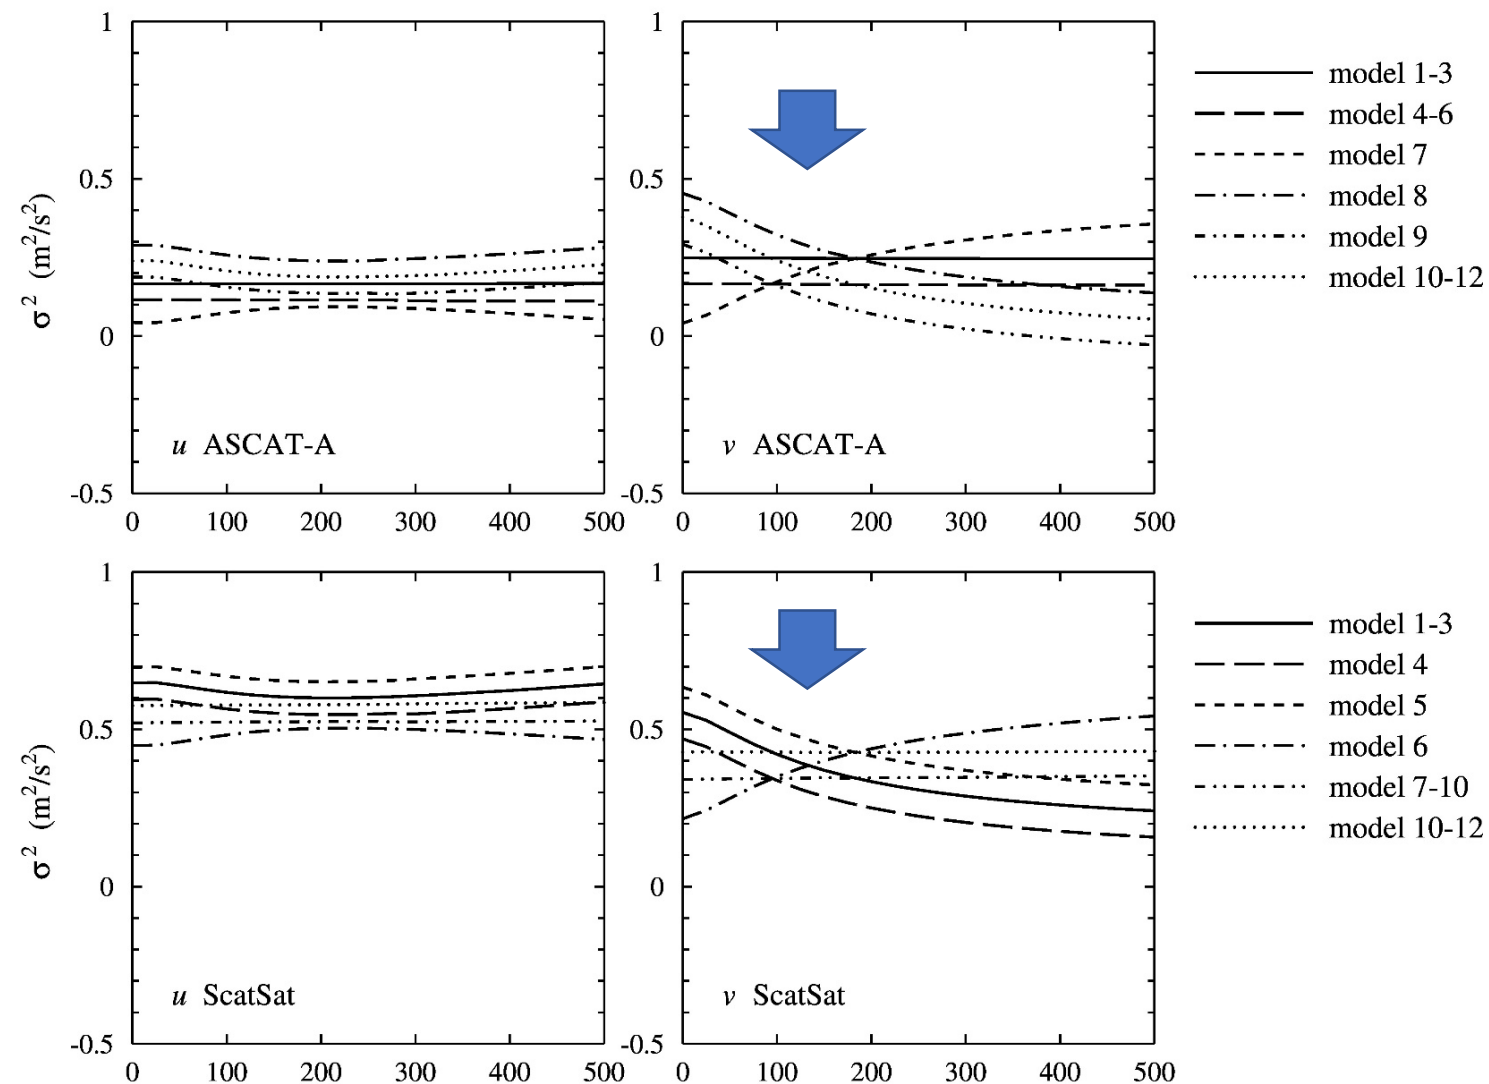 1
0.5
0
-0.5
σ² (m²/s²)
u ASCAT-A
0 100 200 300 400 500
1
0.5
0
-0.5
v ASCAT-A
0 100 200 300 400 500
model 1-3
model 4-6
model 7
model 8
model 9
model 10-12
1
0.5
0
-0.5
σ² (m²/s²)
u ScatSat
0 100 200 300 400 500
1
0.5
0
-0.5
v ScatSat
0 100 200 300 400 500
model 1-3
model 4
model 5
model 6
model 7-10
model 10-12